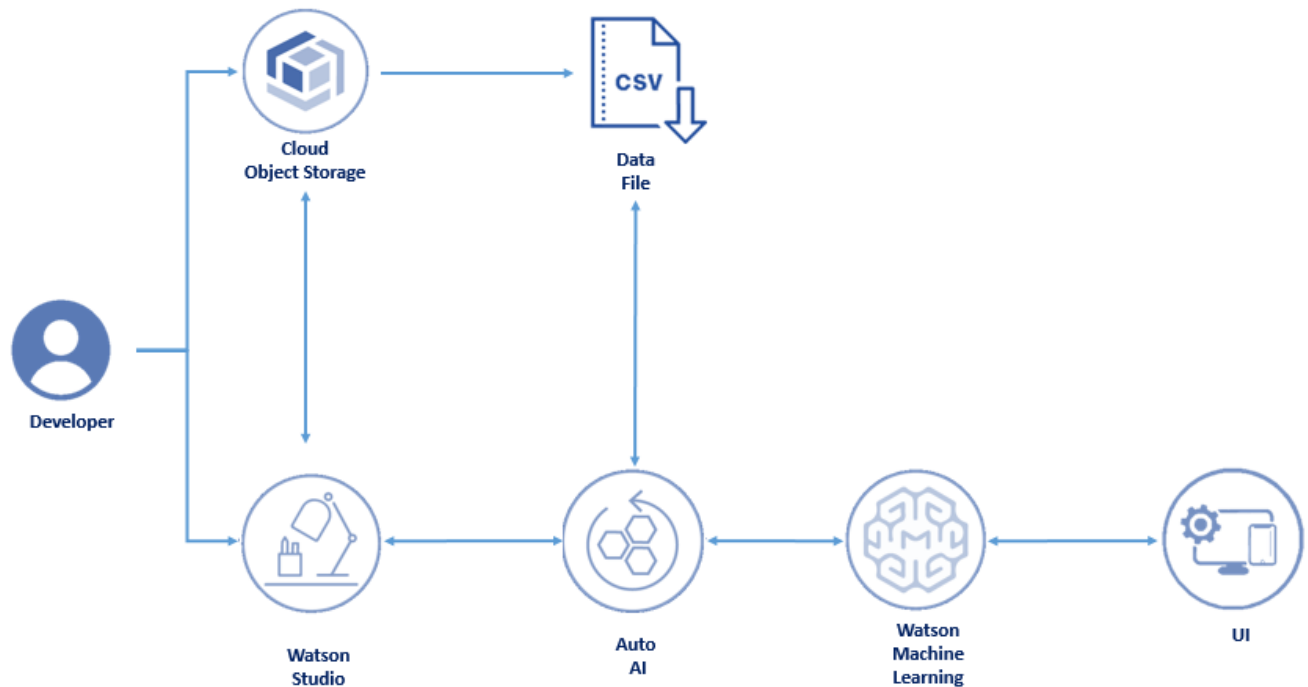 CSV
Cloud
Object Storage
Data
File
Developer
Watson
Studio
Auto
AI
Watson
Machine
Learning
UI